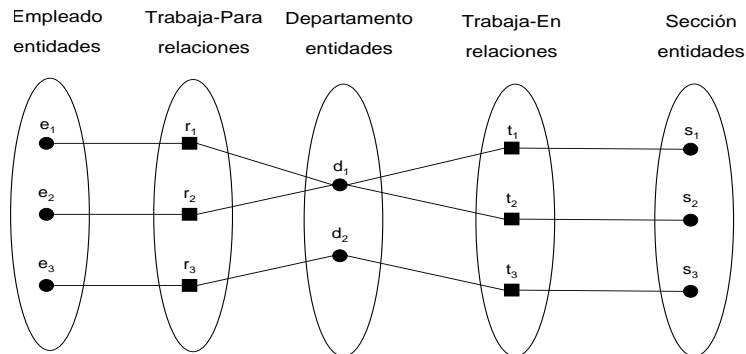 Empleado Trabaja-Para Departamento Trabaja-En Sección
entidades relaciones entidades relaciones entidades
e1 r1 d1 t1 s1
e2 r2 d2 t2 s2
e3 r3 t3 s3